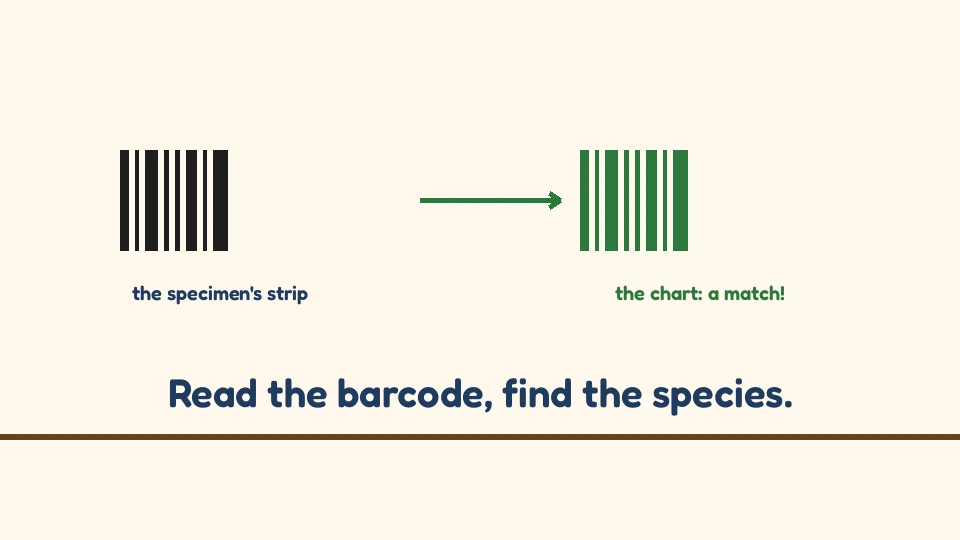 the specimen's strip
the chart: a match!
Read the barcode, find the species.